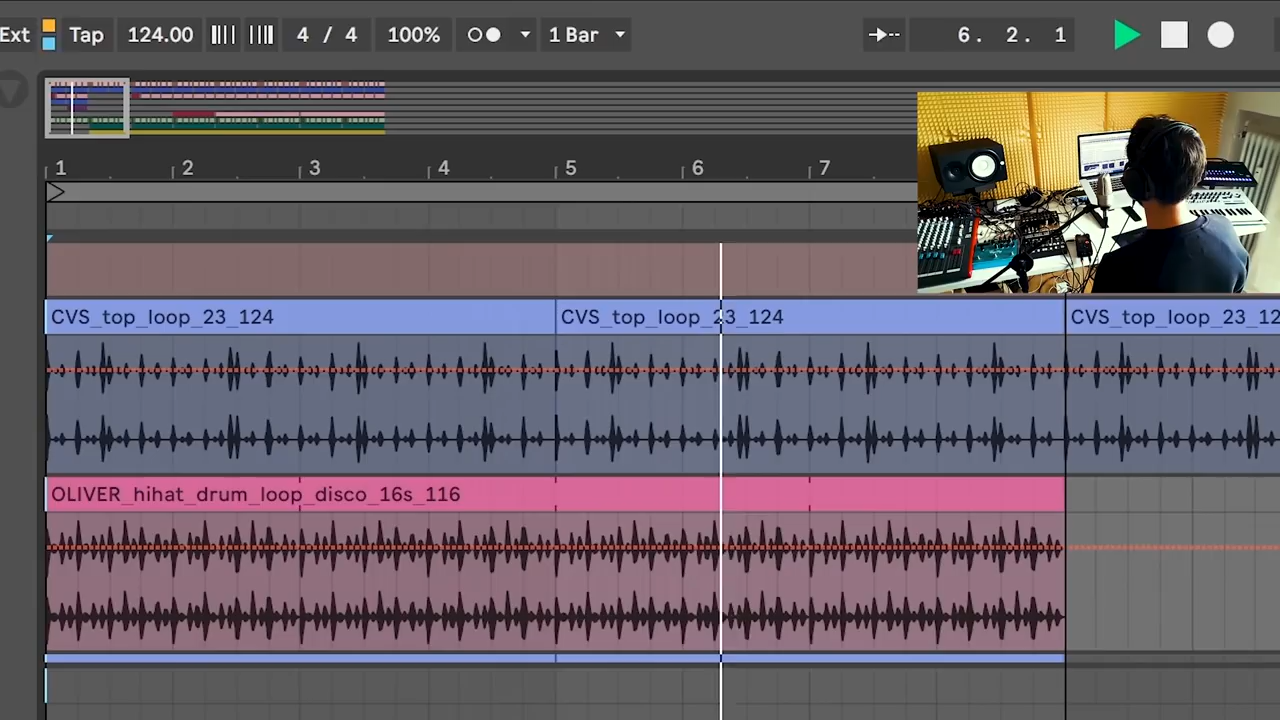 Ext Tap 124.00 4 / 4 100% 1 Bar 6. 2. 1
1 2 3 4 5 6 7
CVS_top_loop_23_124 CVS_top_loop_23_124 CVS_top_loop_23_12
OLIVER_hihat_drum_loop_disco_16s_116